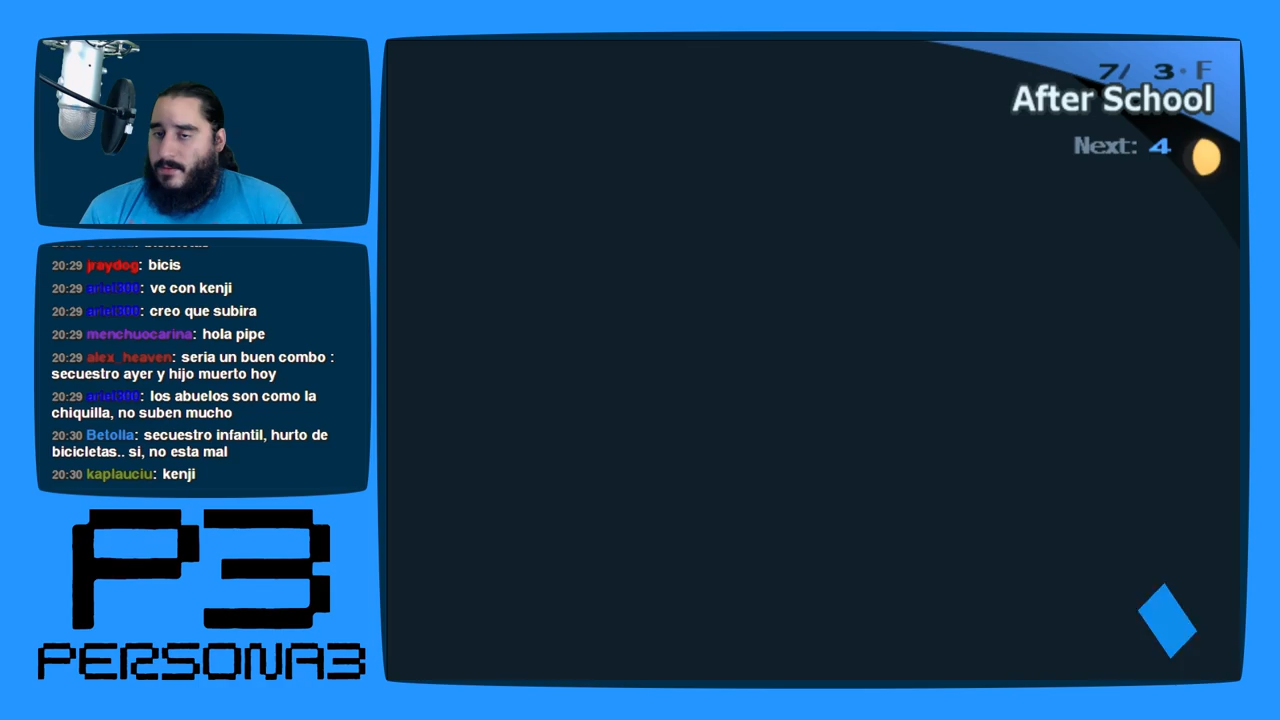 7/ 3・F
After School
Next: 4
20:29 jraydog: bicis
20:29 ariel300: ve con kenji
20:29 ariel300: creo que subira
20:29 menchuocarina: hola pipe
20:29 alex_heaven: seria un buen combo :
secuestro ayer y hijo muerto hoy
20:29 ariel300: los abuelos son como la
chiquilla, no suben mucho
20:30 Betolla: secuestro infantil, hurto de
bicicletas.. si, no esta mal
20:30 kaplauciu: kenji
P3
PERSONA3